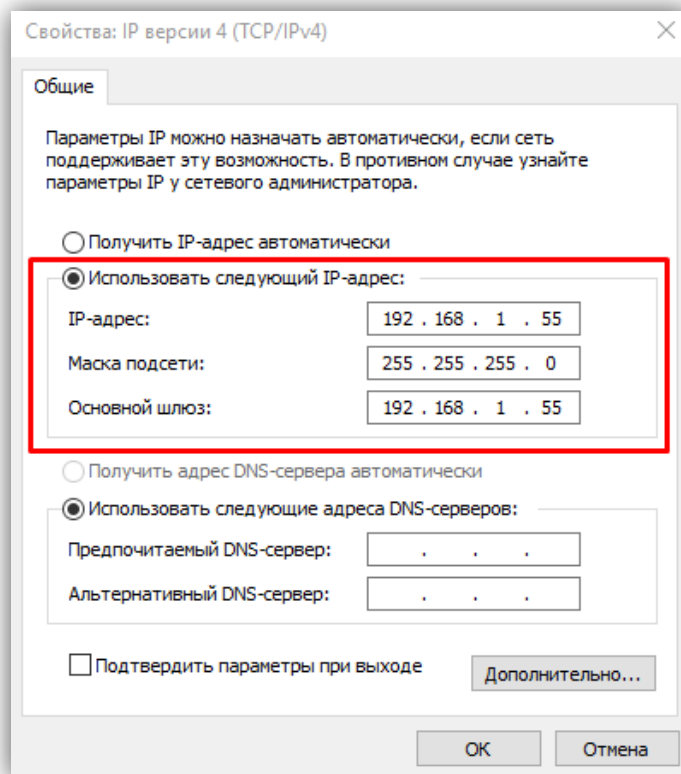 Свойства: IP версии 4 (TCP/IPv4)
Общие
Параметры IP можно назначать автоматически, если сеть
поддерживает эту возможность. В противном случае узнайте
параметры IP у сетевого администратора.
Получить IP-адрес автоматически
Использовать следующий IP-адрес:
IP-адрес: 192 . 168 . 1 . 55
Маска подсети: 255 . 255 . 255 . 0
Основной шлюз: 192 . 168 . 1 . 55
Получить адрес DNS-сервера автоматически
Использовать следующие адреса DNS-серверов:
Предпочитаемый DNS-сервер: . . .
Альтернативный DNS-сервер: . . .
Подтвердить параметры при выходе
Дополнительно...
ОК Отмена